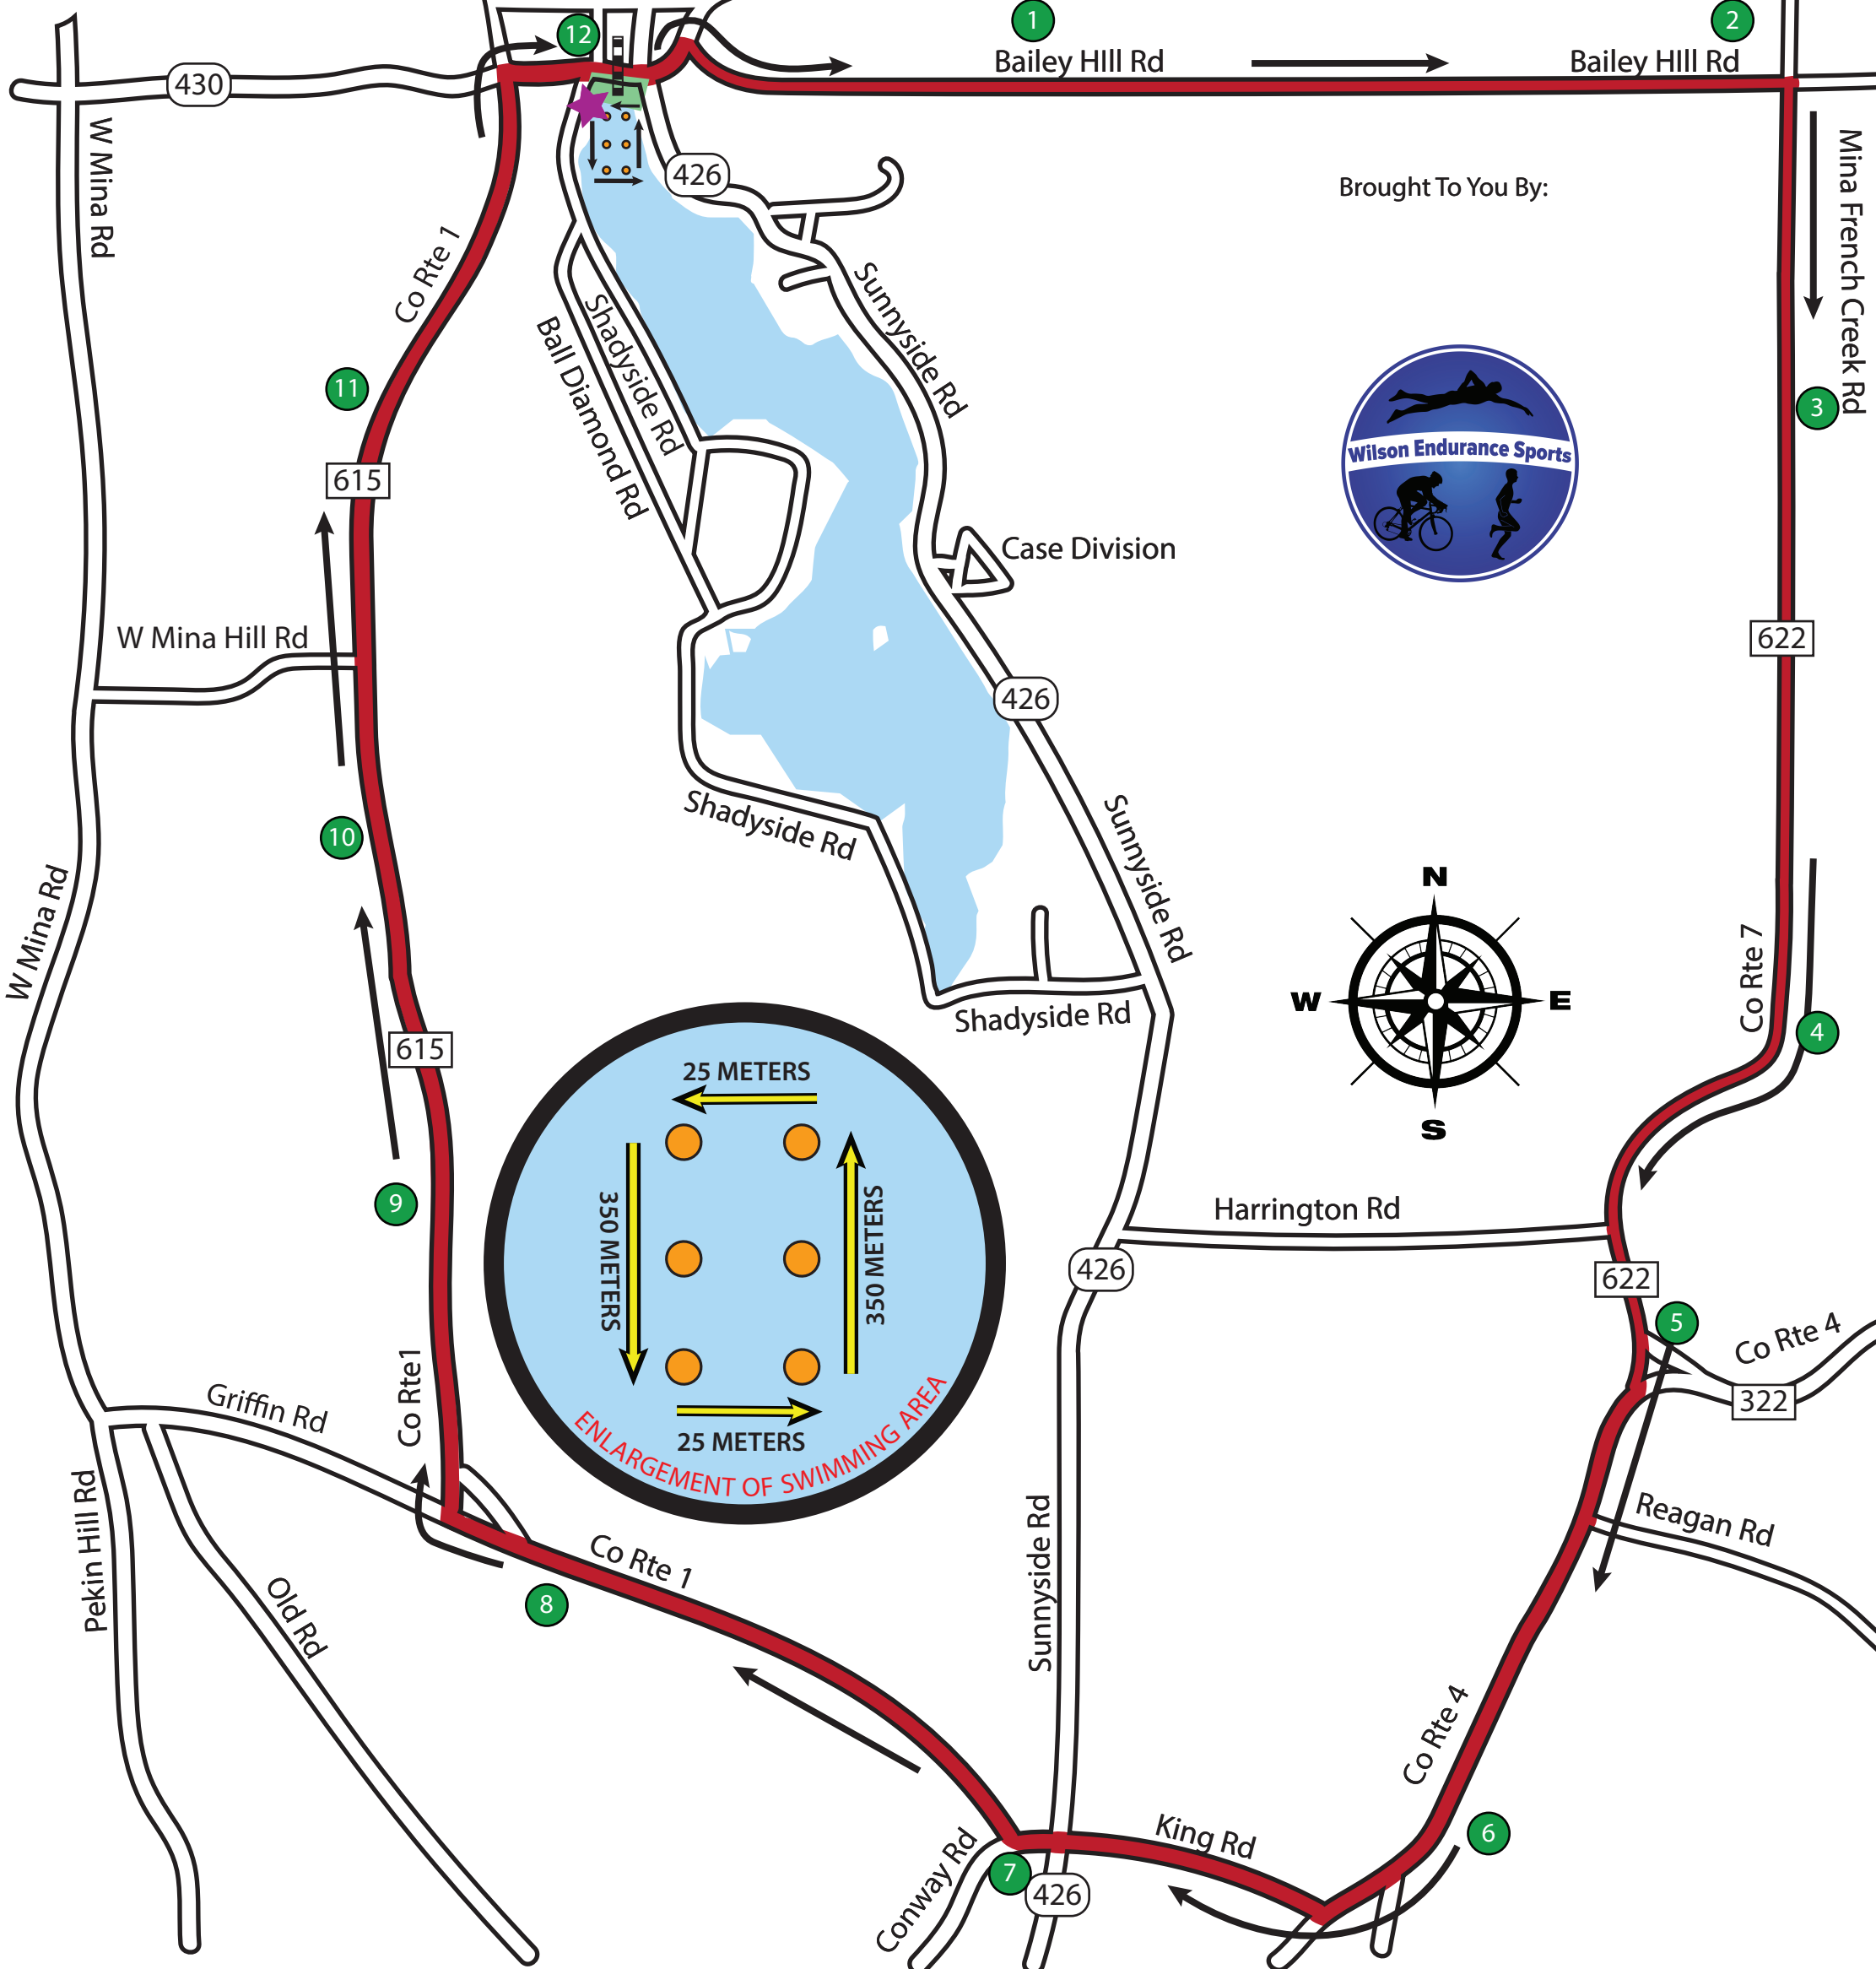 12
1
2
Bailey HIll Rd
Bailey HIll Rd
430
W Mina Rd
426
Brought To You By:
Mina French Creek Rd
Co Rte 1
Sunnyside Rd
Shadyside Rd
Ball Diamond Rd
11
3
Wilson Endurance Sports
615
Case Division
W Mina Hill Rd
622
426
Shadyside Rd
Sunnyside Rd
10
N
W
E
S
W Mina Rd
Co Rte 7
4
Shadyside Rd
615
25 METERS
350 METERS
350 METERS
25 METERS
ENLARGEMENT OF SWIMMING AREA
9
Harrington Rd
426
622
5
Co Rte 4
322
Co Rte1
Griffin Rd
Pekin Hill Rd
Reagan Rd
Sunnyside Rd
Co Rte 1
8
Old Rd
Co Rte 4
King Rd
6
Conway Rd
7
426